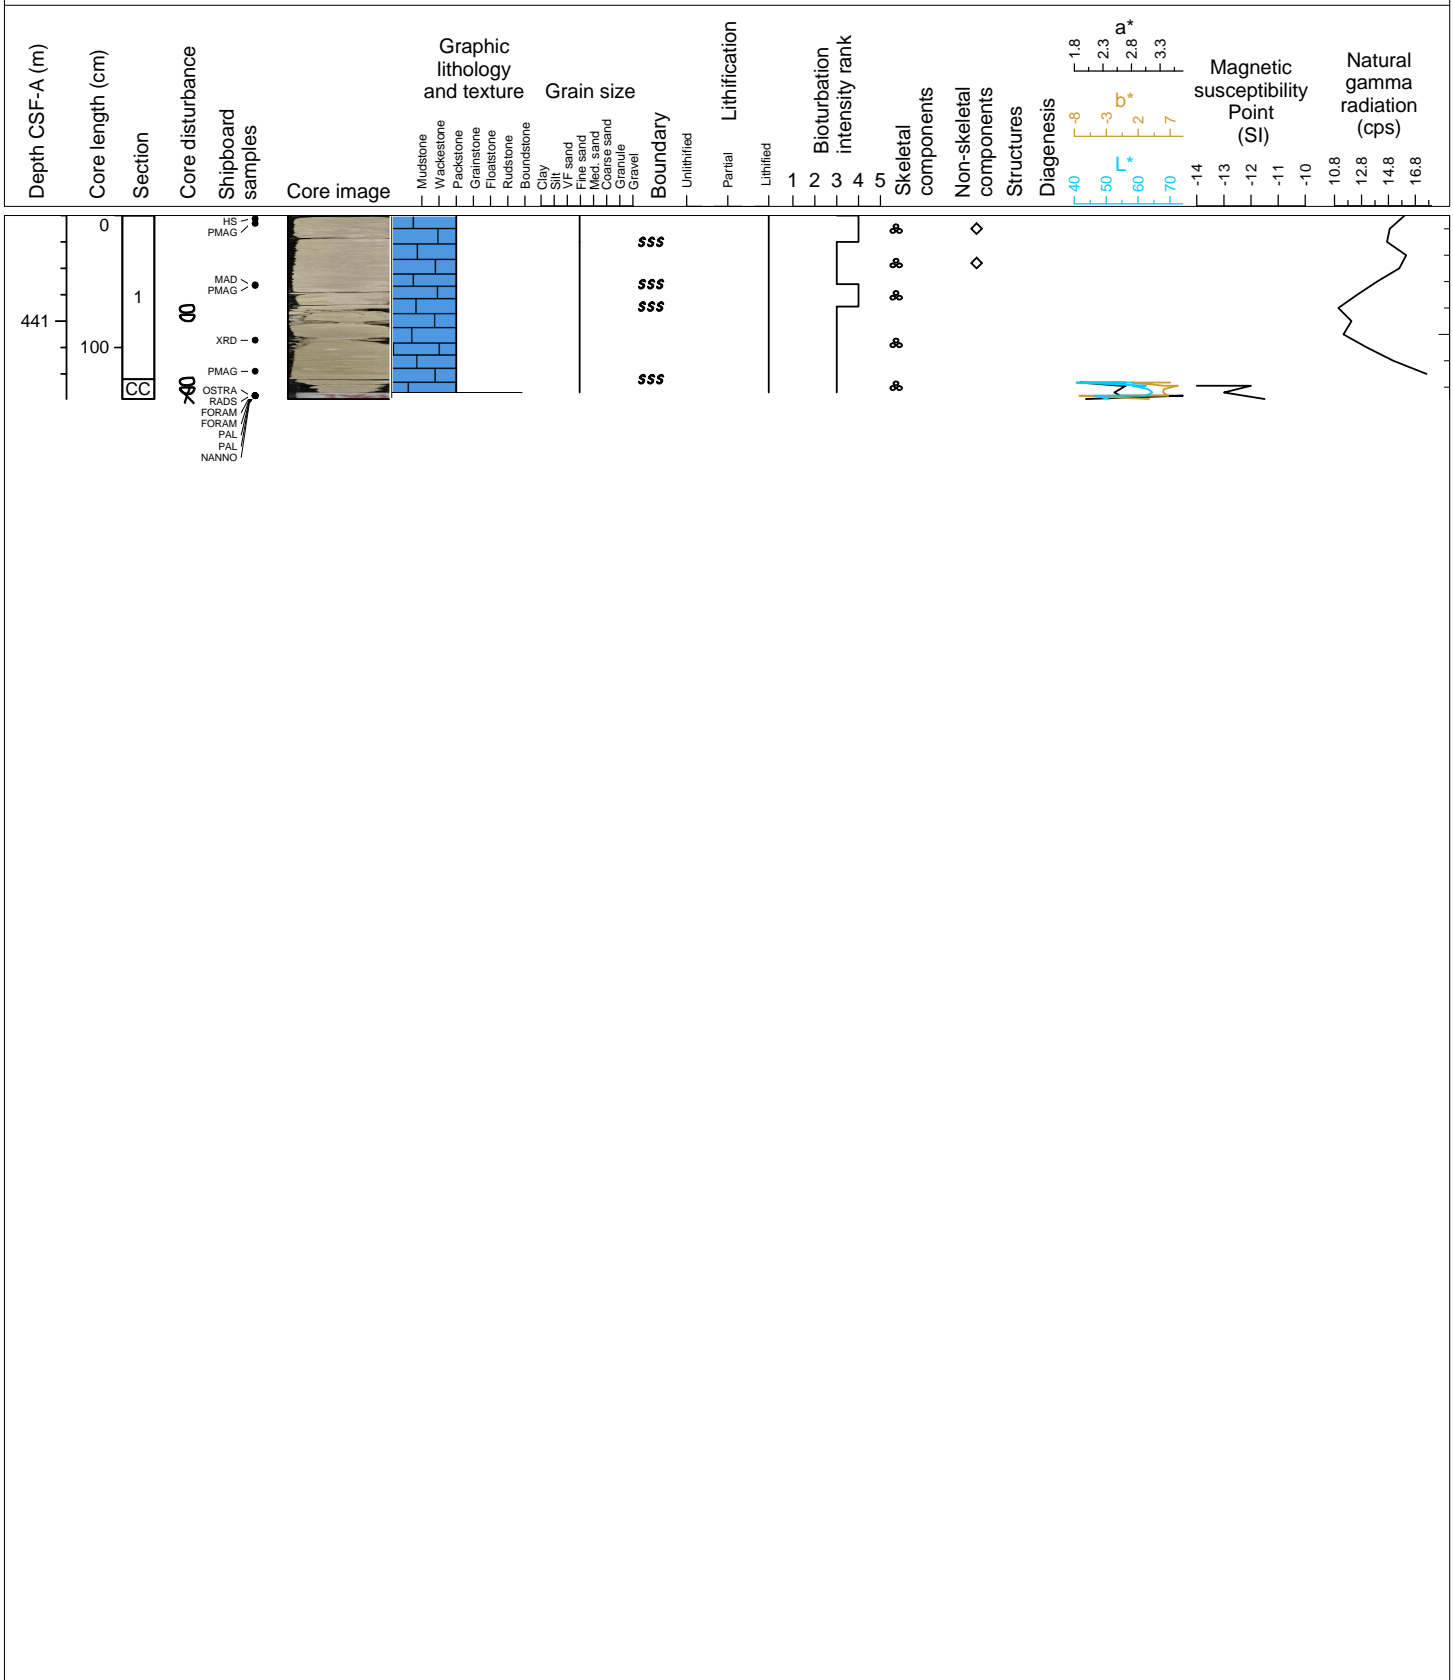 Depth CSF-A (m)
Core length (cm)
Section
Core disturbance
Shipboard
samples
Core image
Graphic
lithology
and texture
Mudstone
Wackestone
Packstone
Grainstone
Floatstone
Rudstone
Boundstone
Grain size
Clay
Silt
VF sand
Fine sand
Med. sand
Coarse sand
Granule
Gravel
Boundary
Lithification
Unlithified
Partial
Lithified
Bioturbation
intensity rank
1 2 3 4 5
Skeletal
components
Non-skeletal
components
Structures
Diagenesis
a*
1.8 2.3 2.8 3.3
b*
-8 -3 2 7
L*
40 50 60 70
Magnetic
susceptibility
Point
(SI)
-14 -13 -12 -11 -10
Natural
gamma
radiation
(cps)
10.8 12.8 14.8 16.8
0
441
100
1
CC
HS
PMAG
MAD
PMAG
XRD
PMAG
OSTRA
RADS
FORAM
FORAM
PAL
PAL
NANNO
sss
sss
sss
sss